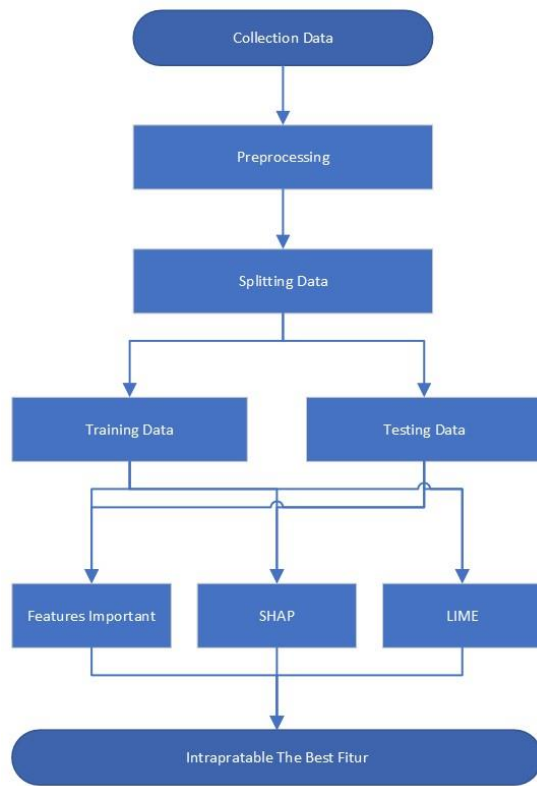 Collection Data
Preprocessing
Splitting Data
Training Data
Testing Data
Features Important
SHAP
LIME
Intrapratable The Best Fitur